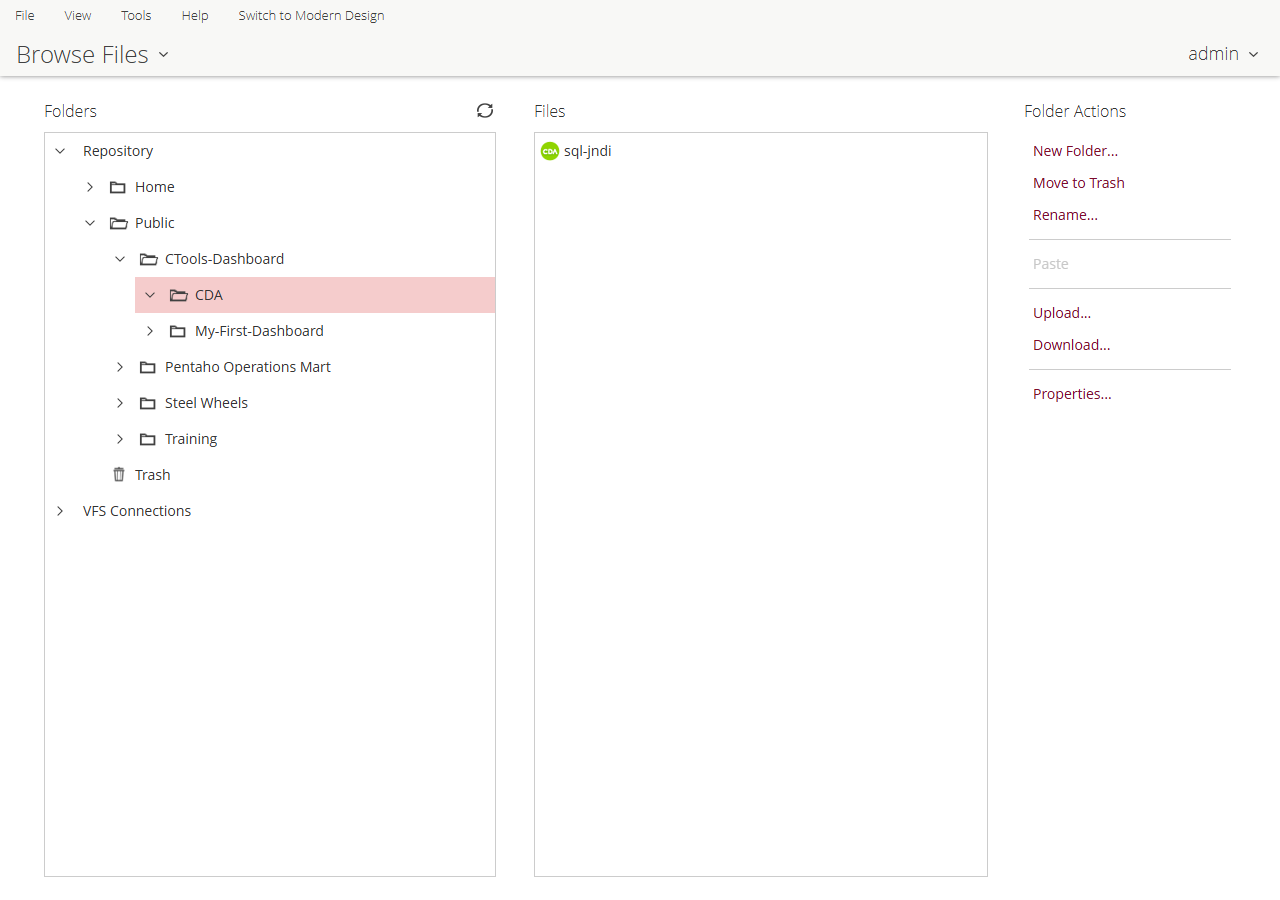 File View Tools Help Switch to Modern Design
Browse Files
admin
Folders
Repository
Home
Public
CTools-Dashboard
CDA
My-First-Dashboard
Pentaho Operations Mart
Steel Wheels
Training
Trash
VFS Connections
Files
CDA sql-jndi
Folder Actions
New Folder...
Move to Trash
Rename...
Paste
Upload...
Download...
Properties...